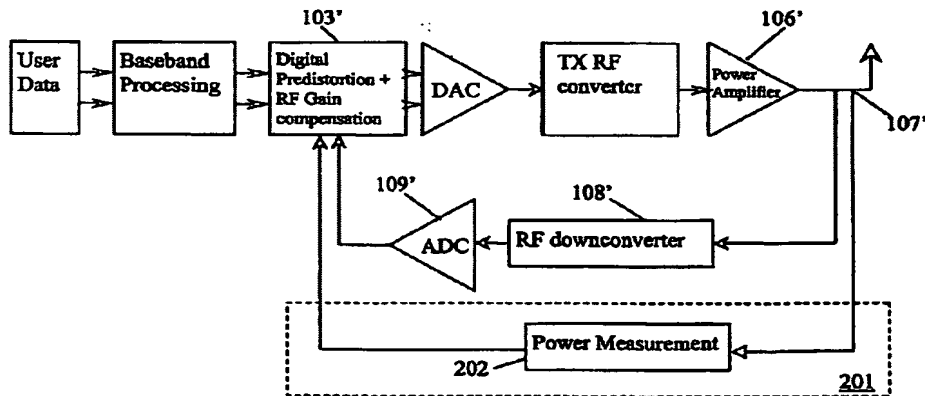 103'
106'
User
Data
Baseband
Processing
Digital
Predistortion +
RF Gain
compensation
DAC
TX RF
converter
Power
Amplifier
107'
109'
108'
ADC
RF downconverter
Power Measurement
202
201